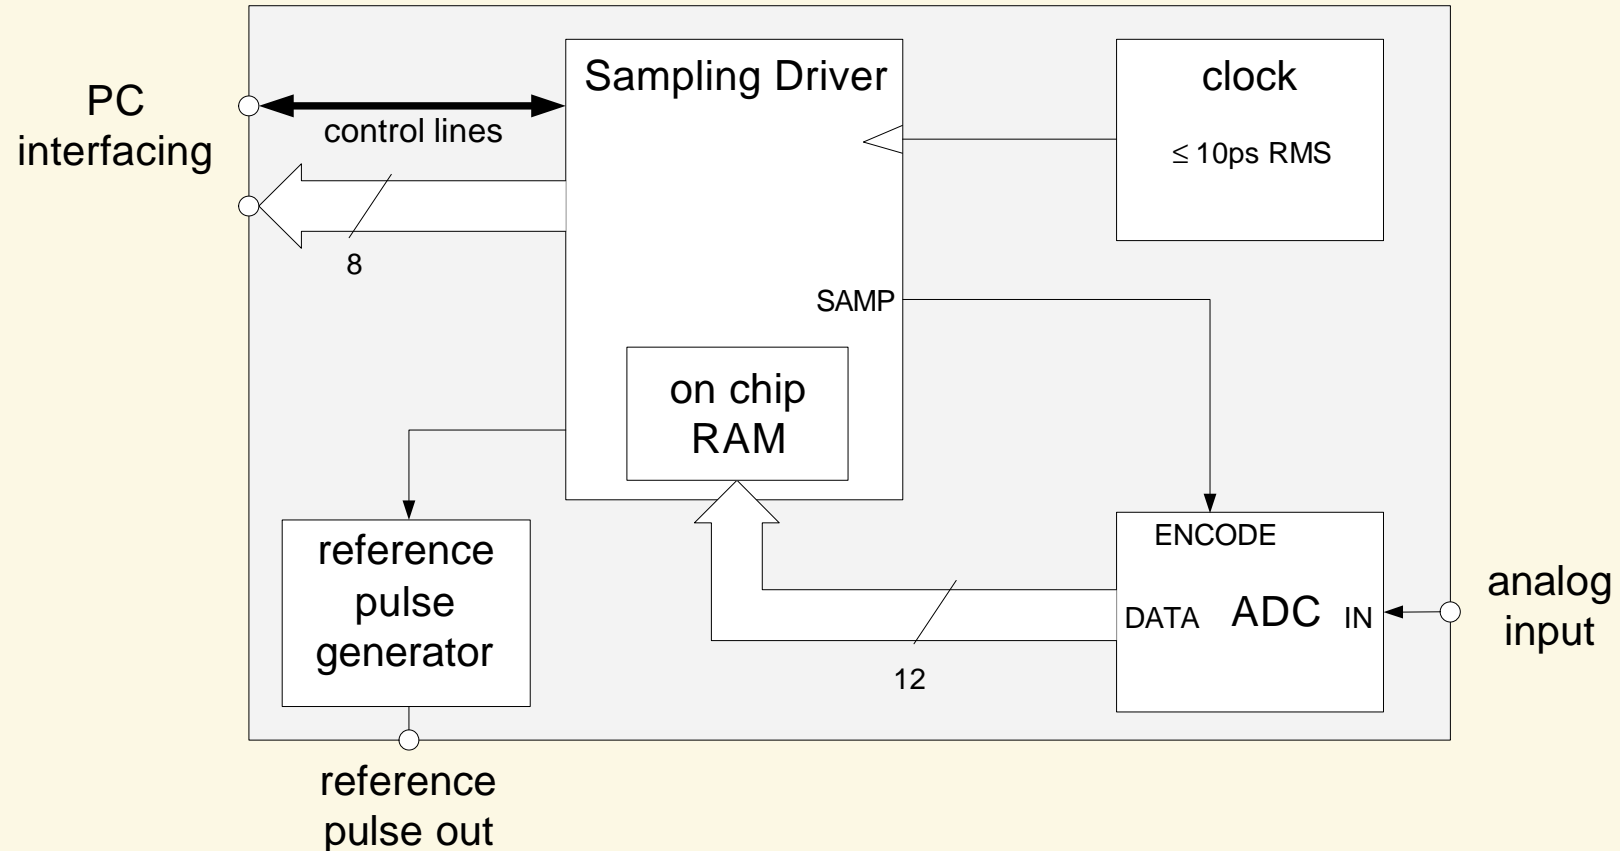 PC
interfacing
control lines
8
Sampling Driver
clock
≤ 10ps RMS
SAMP
on chip
RAM
reference
pulse
generator
ENCODE
DATA
ADC
IN
12
analog
input
reference
pulse out